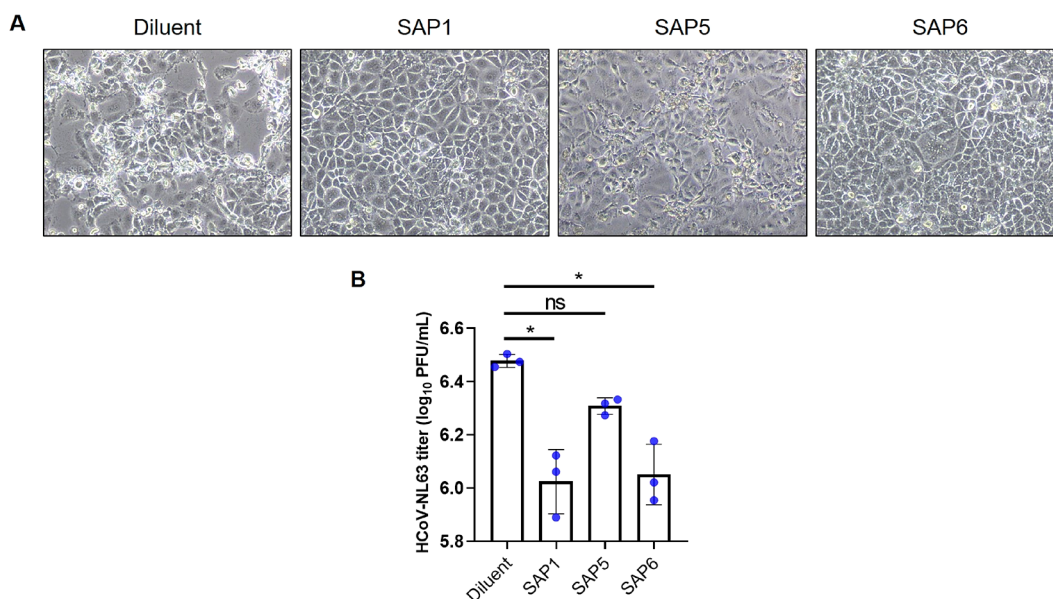 A
Diluent SAP1 SAP5 SAP6
B
*
ns
*
HCoV-NL63 titer (log₁₀ PFU/mL)
6.6
6.4
6.2
6.0
5.8
Diluent SAP1 SAP5 SAP6